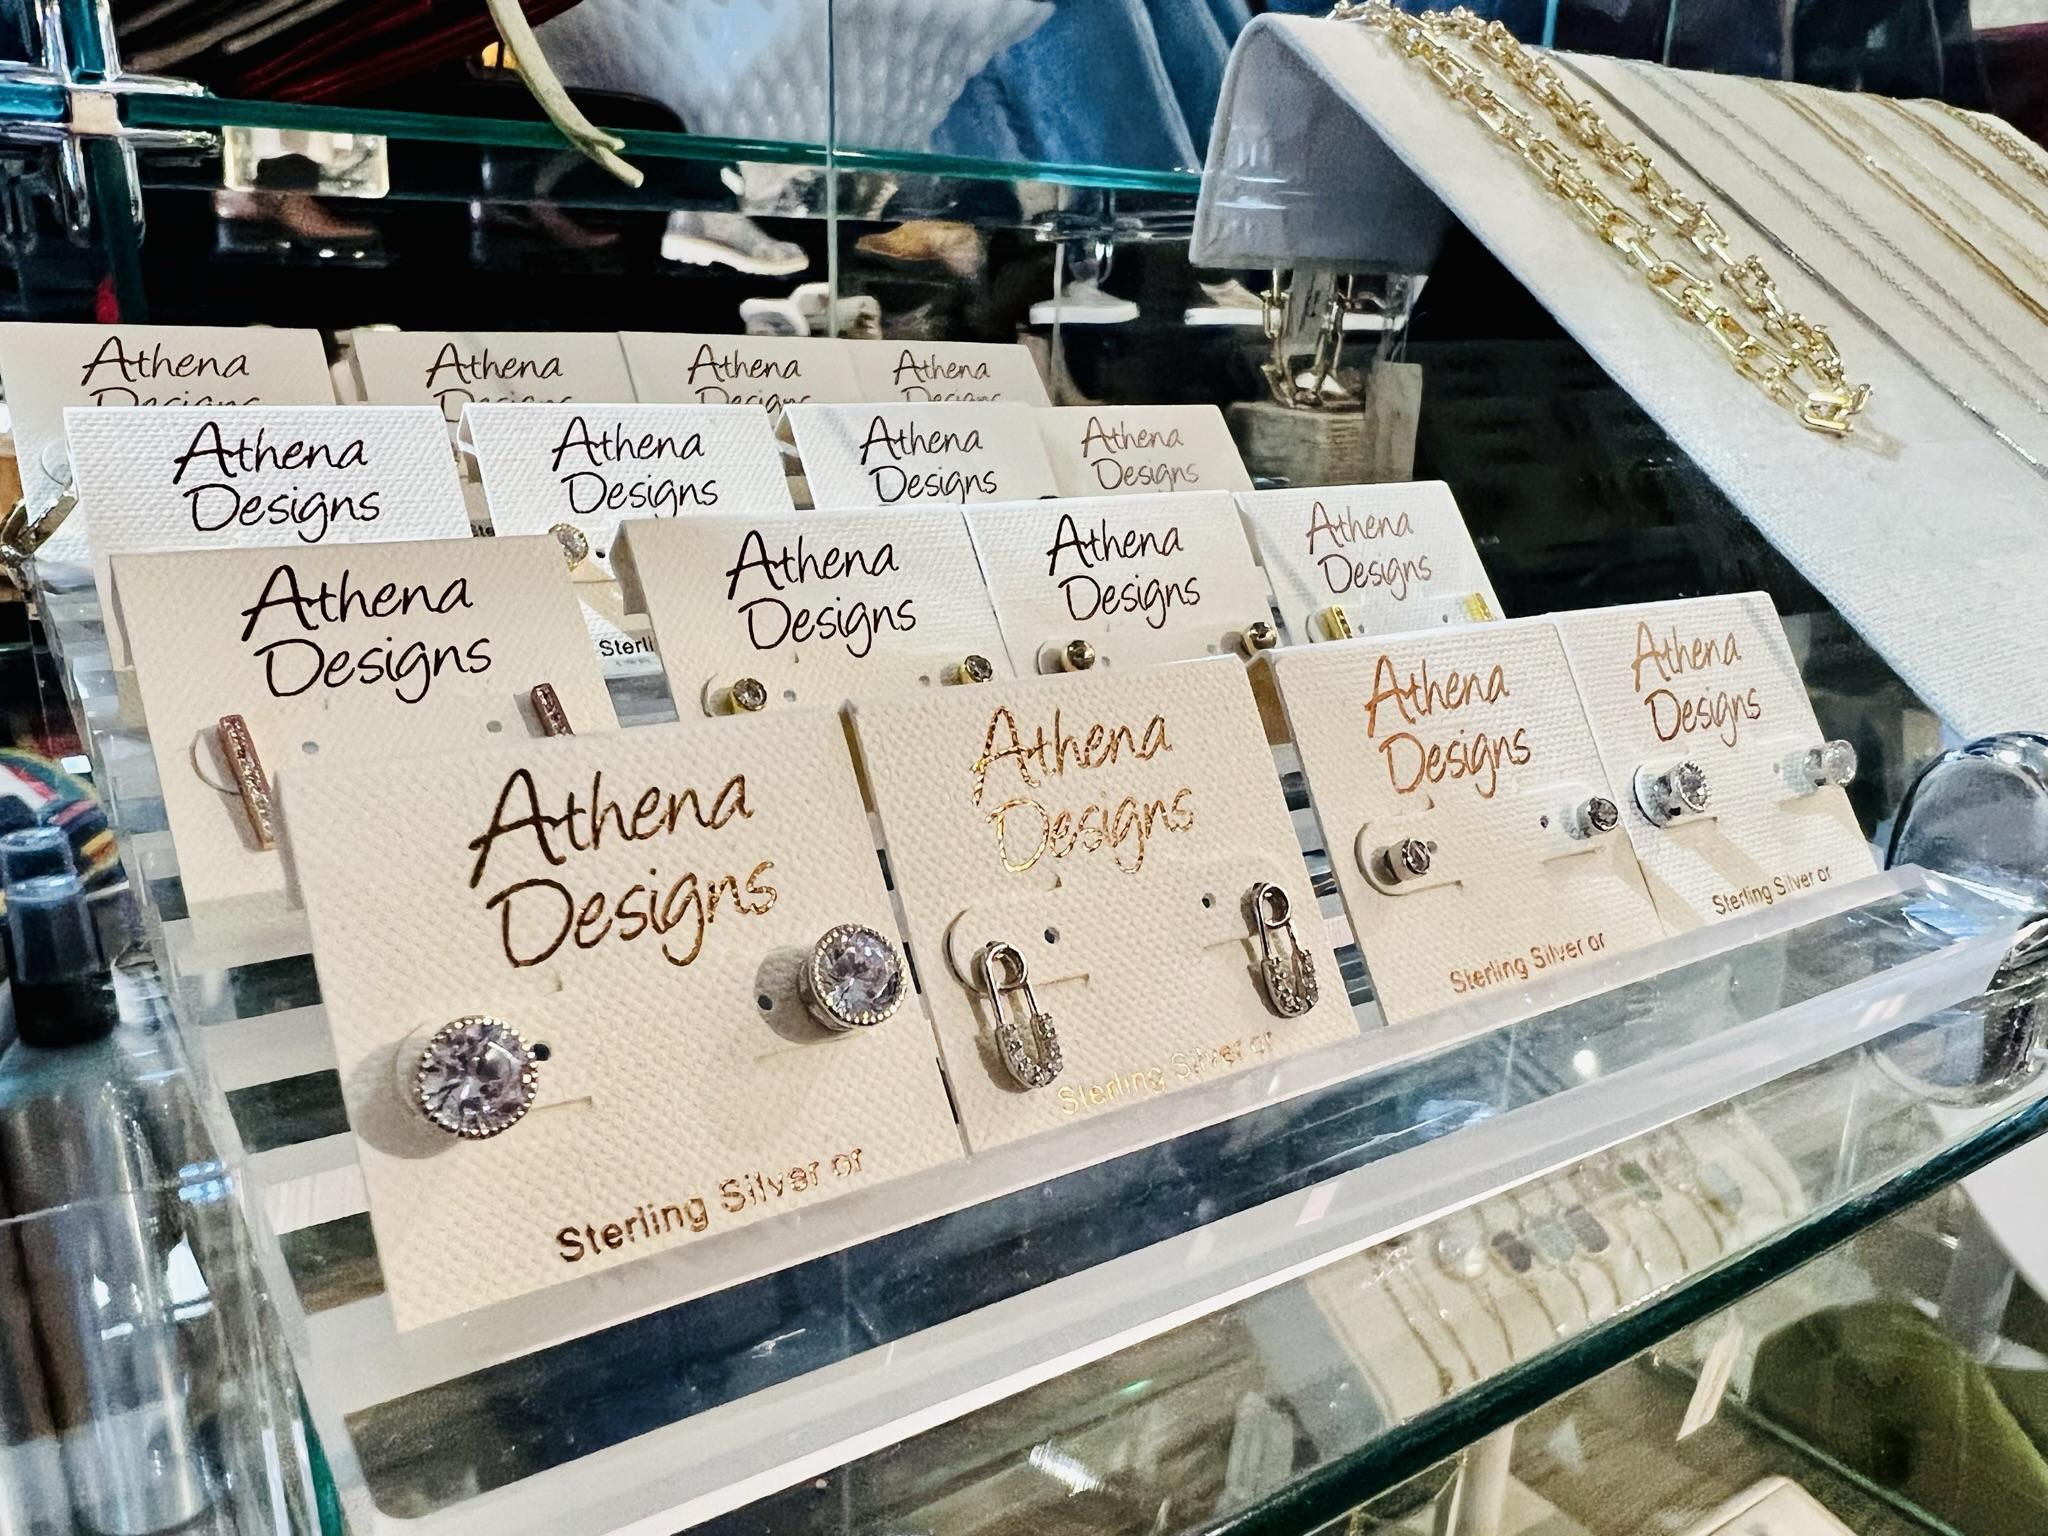 Athena
Designs
Athena
Designs
Athena
Designs
Athena
Designs
Athena
Designs
Athena
Designs
Athena
Designs
Athena
Designs
Athena
Designs
Sterli
Athena
Designs
Athena
Designs
Athena
Designs
Athena
Designs
Sterling Silver or
Athena
Designs
Sterling Silver or
Athena
Designs
Sterling Silver or
Athena
Designs
Sterling Silver or